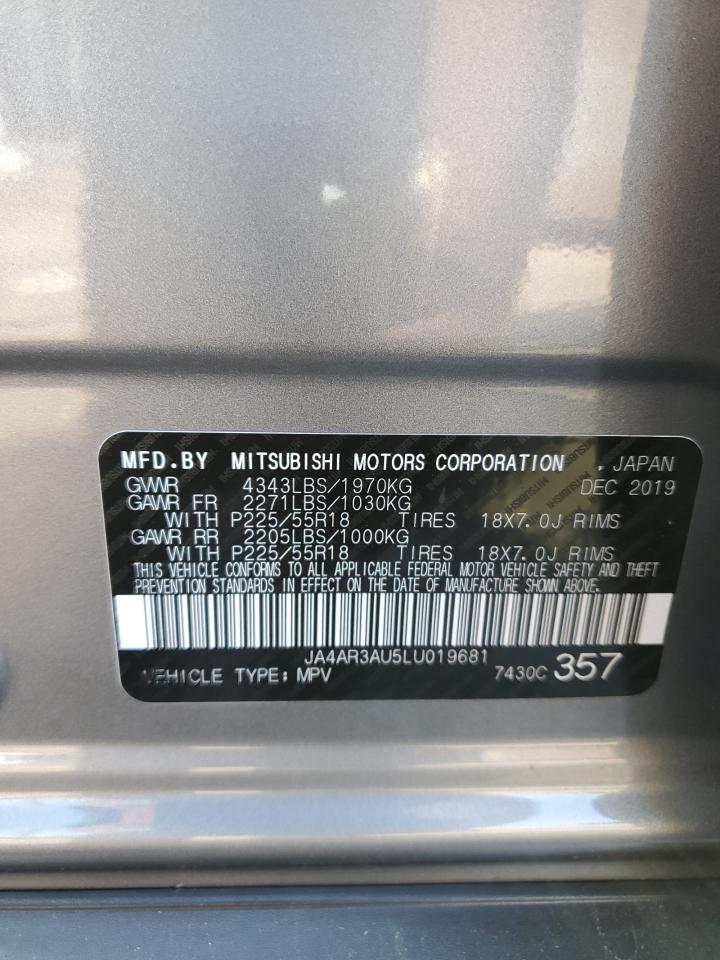 MFD.BY MITSUBISHI MOTORS CORPORATION . JAPAN
GVWR 4343LBS/1970KG DEC 2019
GAWR FR 2271LBS/1030KG
WITH P225/55R18 TIRES 18X7.0J RIMS
GAWR RR 2205LBS/1000KG
WITH P225/55R18 TIRES 18X7.0J RIMS
THIS VEHICLE CONFORMS TO ALL APPLICABLE FEDERAL MOTOR VEHICLE SAFETY AND THEFT
PREVENTION STANDARDS IN EFFECT ON THE DATE OF MANUFACTURE SHOWN ABOVE.
JA4AR3AU5LU019681
VEHICLE TYPE: MPV 7430C 357